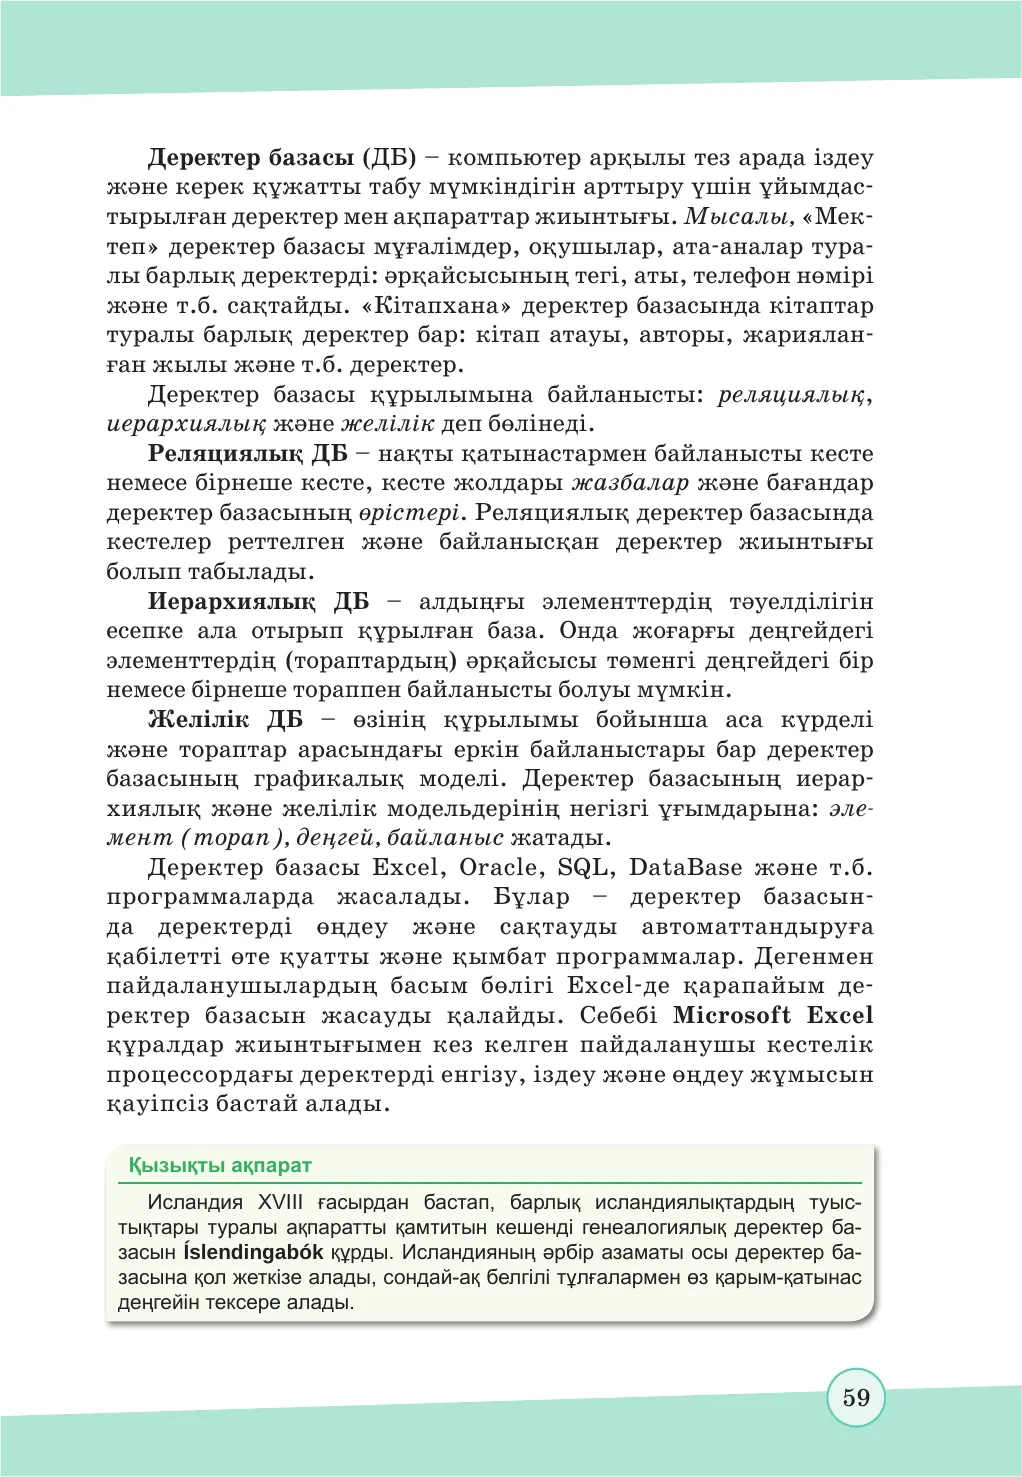 Деректер базасы (ДБ) – компьютер арқылы тез арада іздеу
және керек құжатты табу мүмкіндігін арттыру үшін ұйымдас-
тырылған деректер мен ақпараттар жиынтығы. Мысалы, «Мек-
теп» деректер базасы мұғалімдер, оқушылар, ата-аналар тура-
лы барлық деректерді: әрқайсысының тегі, аты, телефон нөмірі
және т.б. сақтайды. «Кітапхана» деректер базасында кітаптар
туралы барлық деректер бар: кітап атауы, авторы, жариялан-
ған жылы және т.б. деректер.
Деректер базасы құрылымына байланысты: реляциялық,
иерархиялық және желілік деп бөлінеді.
Реляциялық ДБ – нақты қатынастармен байланысты кесте
немесе бірнеше кесте, кесте жолдары жазбалар және бағандар
деректер базасының өрістері. Реляциялық деректер базасында
кестелер реттелген және байланысқан деректер жиынтығы
болып табылады.
Иерархиялық ДБ – алдыңғы элементтердің тәуелділігін
есепке ала отырып құрылған база. Онда жоғарғы деңгейдегі
элементтердің (тораптардың) әрқайсысы төменгі деңгейдегі бір
немесе бірнеше тораппен байланысты болуы мүмкін.
Желілік ДБ – өзінің құрылымы бойынша аса күрделі
және тораптар арасындағы еркін байланыстары бар деректер
базасының графикалық моделі. Деректер базасының иерар-
хиялық және желілік модельдерінің негізгі ұғымдарына: эле-
мент (торап), деңгей, байланыс жатады.
Деректер базасы Excel, Oracle, SQL, DataBase және т.б.
программаларда жасалады. Бұлар – деректер базасын-
да деректерді өңдеу және сақтауды автоматтандыруға
қабілетті өте қуатты және қымбат программалар. Дегенмен
пайдаланушылардың басым бөлігі Excel-де қарапайым де-
ректер базасын жасауды қалайды. Себебі Microsoft Excel
құралдар жиынтығымен кез келген пайдаланушы кестелік
процессордағы деректерді енгізу, іздеу және өңдеу жұмысын
қауіпсіз бастай алады.
Қызықты ақпарат
Исландия XVIII ғасырдан бастап, барлық исландиялықтардың туыс-
тықтары туралы ақпаратты қамтитын кешенді генеалогиялық деректер ба-
засын Íslendingabók құрды. Исландияның әрбір азаматы осы деректер ба-
засына қол жеткізе алады, сондай-ақ белгілі тұлғалармен өз қарым-қатынас
деңгейін тексере алады.
59